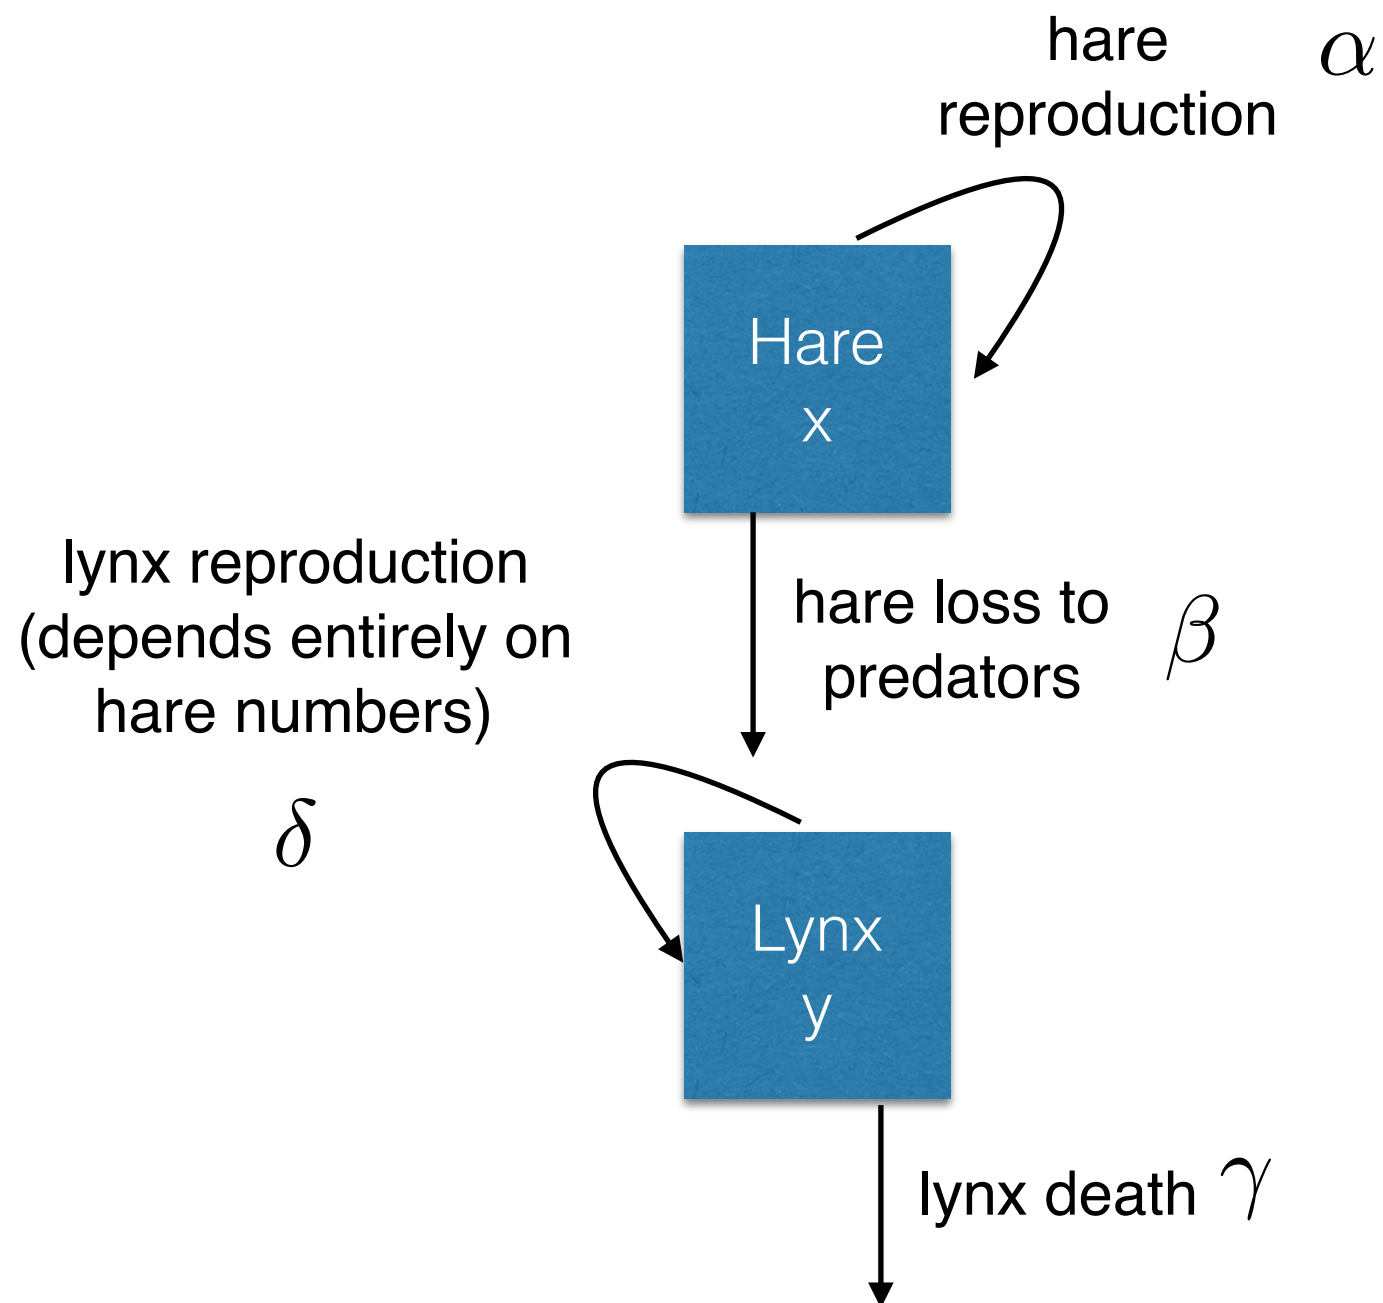 hare
reproduction
α
Hare
x
lynx reproduction
(depends entirely on
hare numbers)
δ
hare loss to
predators
β
Lynx
y
lynx death γ